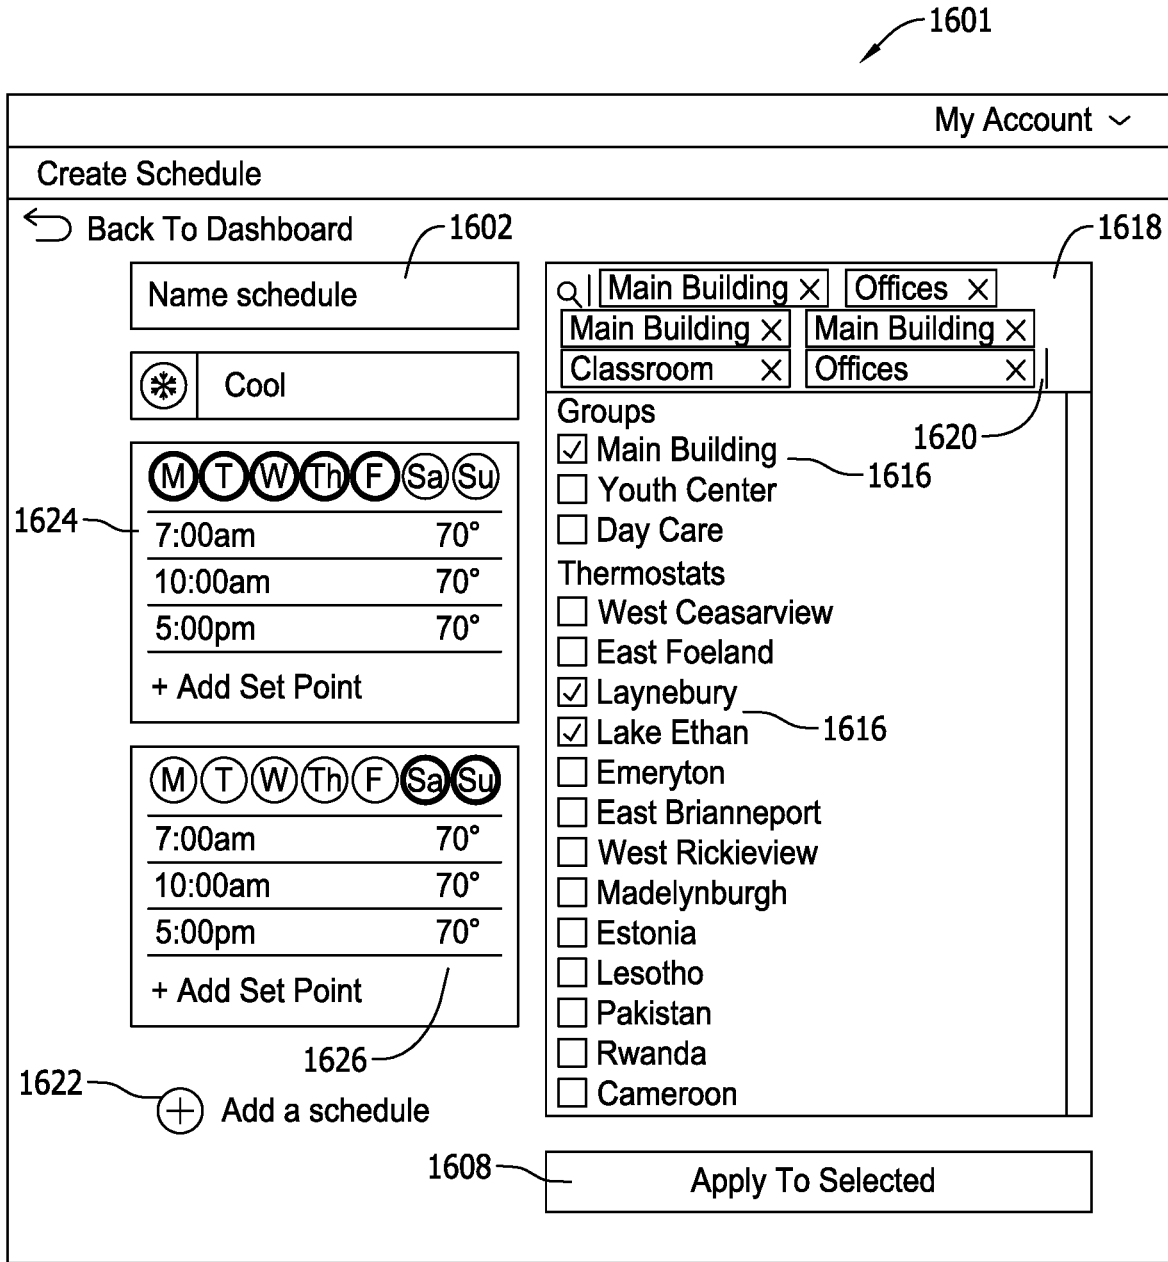 1601
My Account
Create Schedule
Back To Dashboard
1602
Name schedule
Cool
M T W Th F Sa Su
1624
7:00am 70°
10:00am 70°
5:00pm 70°
+ Add Set Point
M T W Th F Sa Su
7:00am 70°
10:00am 70°
5:00pm 70°
+ Add Set Point
1626
1622
Add a schedule
1618
Main Building X Offices X
Main Building X Main Building X
Classroom X Offices X
1620
Groups
Main Building
1616
Youth Center
Day Care
Thermostats
West Ceasarview
East Foeland
Laynebury
1616
Lake Ethan
Emeryton
East Brianneport
West Rickieview
Madelynburgh
Estonia
Lesotho
Pakistan
Rwanda
Cameroon
1608
Apply To Selected